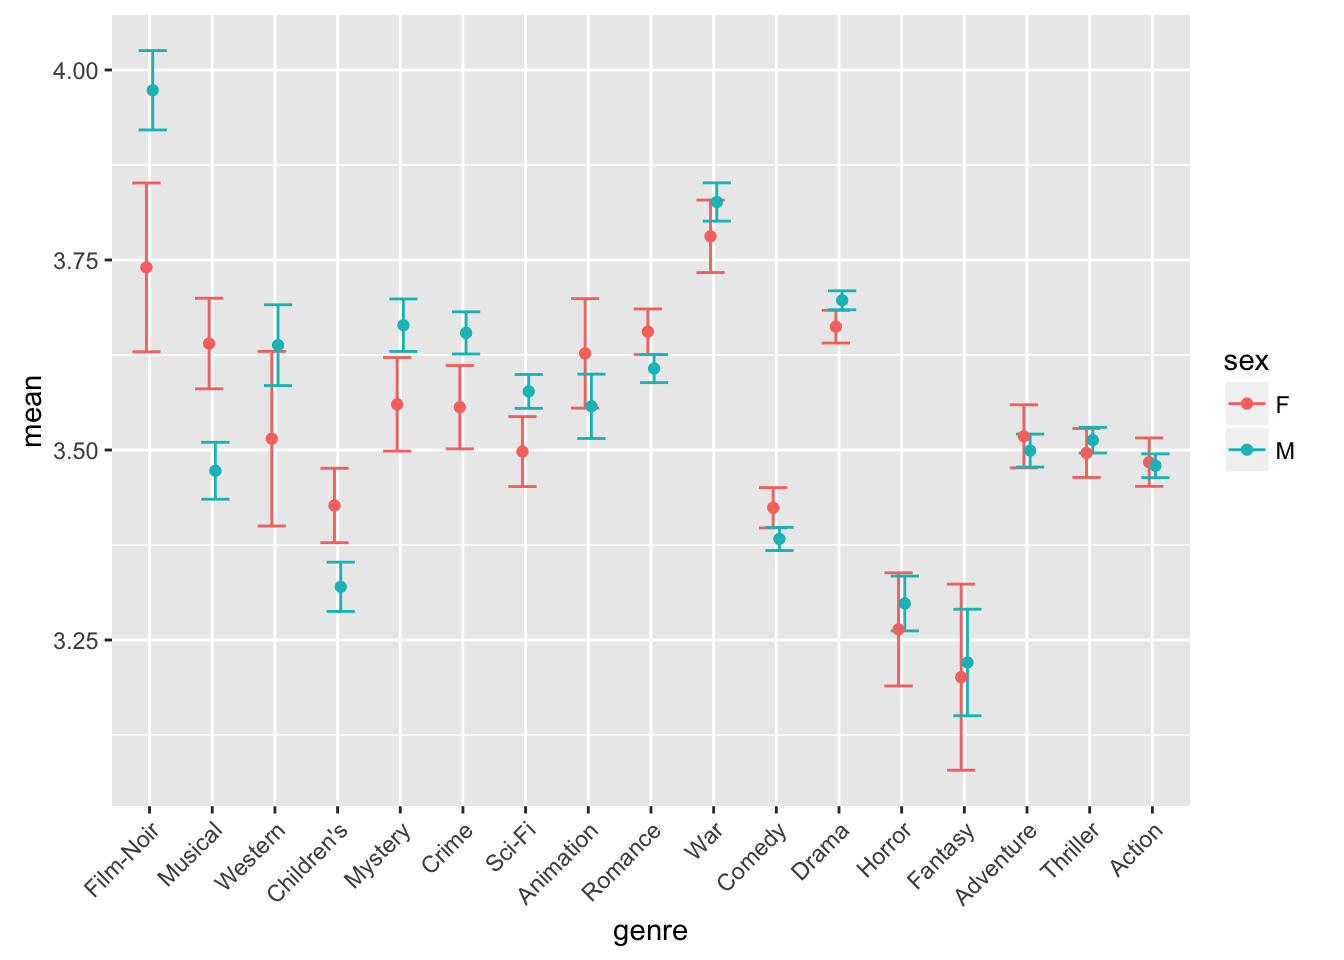 4.00
3.75
3.50
3.25
mean
Film-Noir
Musical
Western
Children's
Mystery
Crime
Sci-Fi
Animation
Romance
War
Comedy
Drama
Horror
Fantasy
Adventure
Thriller
Action
genre
sex
F
M